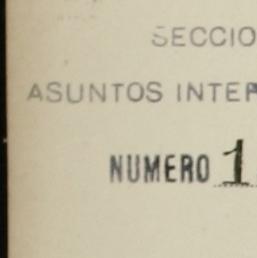 SECCIO
ASUNTOS INTER
NUMERO 1